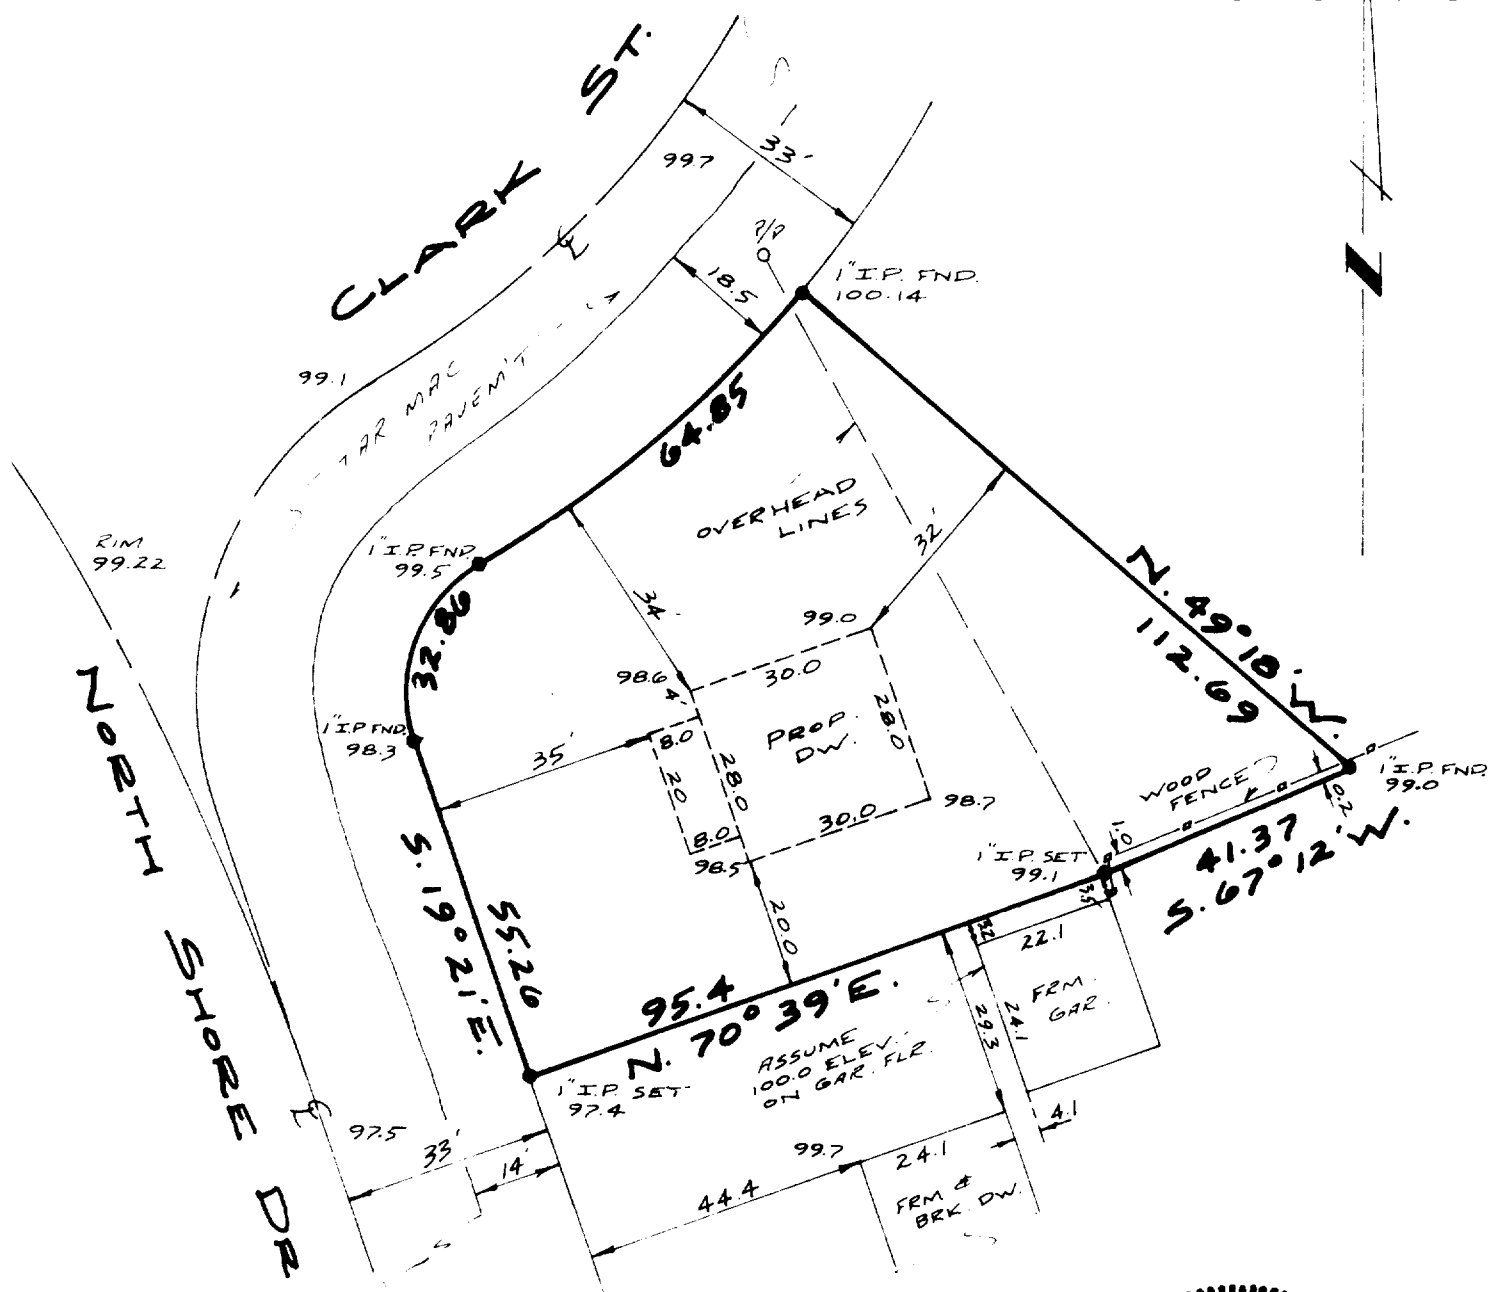 CLARK ST.
33'
99.7
P/P
18.5
1" I.P. FND.
100.14
99.1
TAR MAC
PAVEM'T
64.85
OVERHEAD
LINES
32'
RIM
99.22
1" I.P. FND.
99.5
32.86
34'
99.0
N. 49° 18' W.
112.69
98.6
30.0
4'
28.0
PROP.
DW.
8.0
28.0
20
35'
1" I.P. FND.
98.3
8.0
30.0
98.7
98.5
WOOD
FENCE
1" I.P. FND.
99.0
0.2
1.0
1" I.P. SET
99.1
41.37
S. 67° 12' W.
NORTH SHORE DR
S. 19° 21' E.
55.26
20.0
3.5
32
22.1
95.4
N. 70° 39' E.
FRM.
GAR.
24.1
29.3
ASSUME
100.0 ELEV.
ON GAR. FLR.
1" I.P. SET
97.4
97.5
33'
14'
4.1
99.7
24.1
44.4
FRM &
BRK. DW.